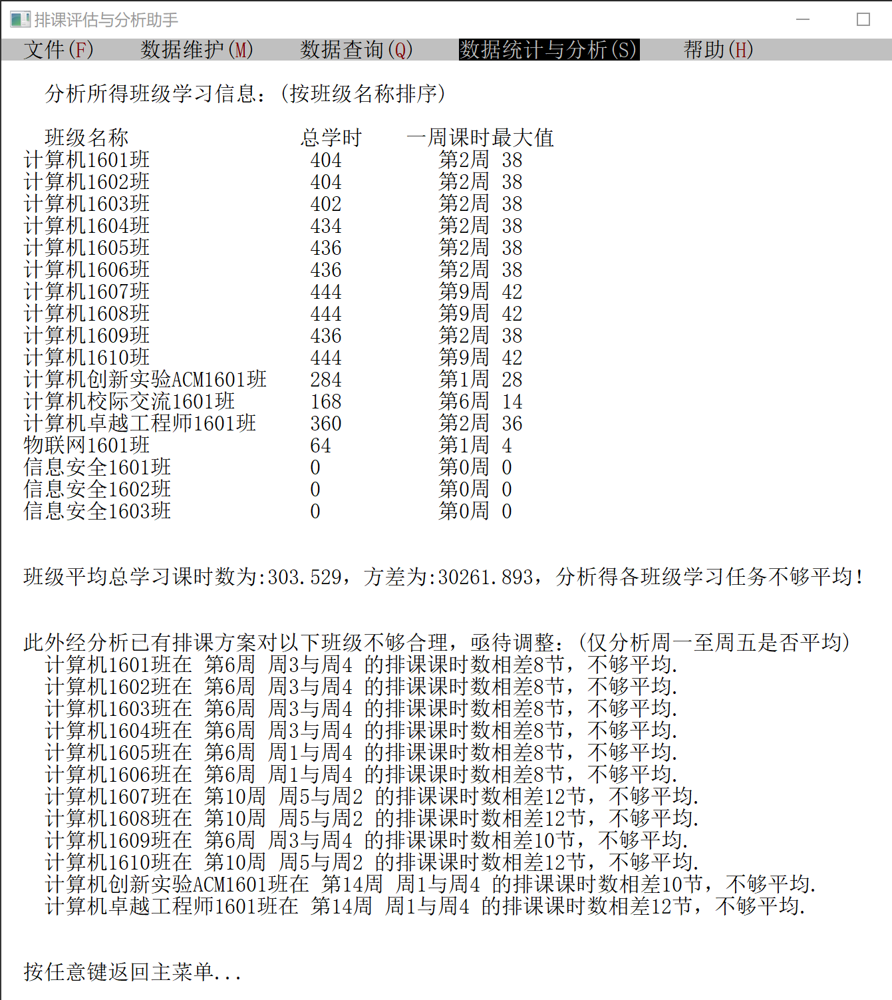 排课评估与分析助手
文件(F) 数据维护(M) 数据查询(Q) 数据统计与分析(S) 帮助(H)
分析所得班级学习信息：(按班级名称排序)
班级名称 总学时 一周课时最大值
计算机1601班 404 第2周 38
计算机1602班 404 第2周 38
计算机1603班 402 第2周 38
计算机1604班 434 第2周 38
计算机1605班 436 第2周 38
计算机1606班 436 第2周 38
计算机1607班 444 第9周 42
计算机1608班 444 第9周 42
计算机1609班 436 第2周 38
计算机1610班 444 第9周 42
计算机创新实验ACM1601班 284 第1周 28
计算机校际交流1601班 168 第6周 14
计算机卓越工程师1601班 360 第2周 36
物联网1601班 64 第1周 4
信息安全1601班 0 第0周 0
信息安全1602班 0 第0周 0
信息安全1603班 0 第0周 0
班级平均总学习课时数为:303.529，方差为:30261.893，分析得各班级学习任务不够平均！
此外经分析已有排课方案对以下班级不够合理，亟待调整：(仅分析周一至周五是否平均)
计算机1601班在 第6周 周3与周4 的排课课时数相差8节，不够平均.
计算机1602班在 第6周 周3与周4 的排课课时数相差8节，不够平均.
计算机1603班在 第6周 周3与周4 的排课课时数相差8节，不够平均.
计算机1604班在 第6周 周3与周4 的排课课时数相差8节，不够平均.
计算机1605班在 第6周 周1与周4 的排课课时数相差8节，不够平均.
计算机1606班在 第6周 周1与周4 的排课课时数相差8节，不够平均.
计算机1607班在 第10周 周5与周2 的排课课时数相差12节，不够平均.
计算机1608班在 第10周 周5与周2 的排课课时数相差12节，不够平均.
计算机1609班在 第6周 周3与周4 的排课课时数相差10节，不够平均.
计算机1610班在 第10周 周5与周2 的排课课时数相差12节，不够平均.
计算机创新实验ACM1601班在 第14周 周1与周4 的排课课时数相差10节，不够平均.
计算机卓越工程师1601班在 第14周 周1与周4 的排课课时数相差12节，不够平均.
按任意键返回主菜单...